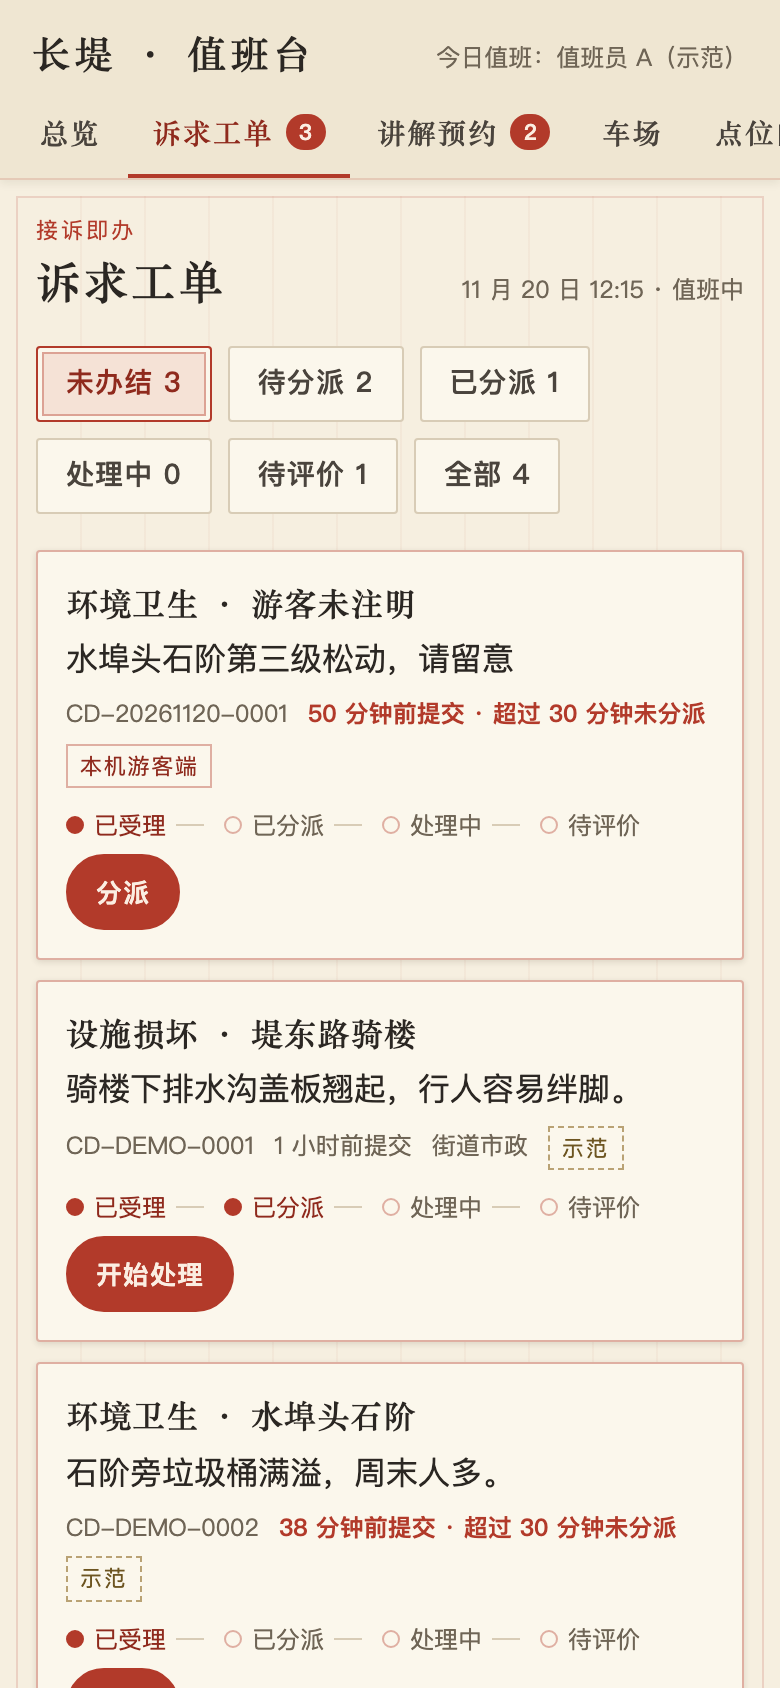 长堤 · 值班台
今日值班：值班员 A（示范）
总览 诉求工单 3 讲解预约 2 车场 点位
接诉即办
诉求工单
11 月 20 日 12:15 · 值班中
未办结 3 待分派 2 已分派 1
处理中 0 待评价 1 全部 4
环境卫生 · 游客未注明
水埠头石阶第三级松动，请留意
CD-20261120-0001 50 分钟前提交 · 超过 30 分钟未分派
本机游客端
已受理 已分派 处理中 待评价
分派
设施损坏 · 堤东路骑楼
骑楼下排水沟盖板翘起，行人容易绊脚。
CD-DEMO-0001 1 小时前提交 街道市政 示范
已受理 已分派 处理中 待评价
开始处理
环境卫生 · 水埠头石阶
石阶旁垃圾桶满溢，周末人多。
CD-DEMO-0002 38 分钟前提交 · 超过 30 分钟未分派
示范
已受理 已分派 处理中 待评价